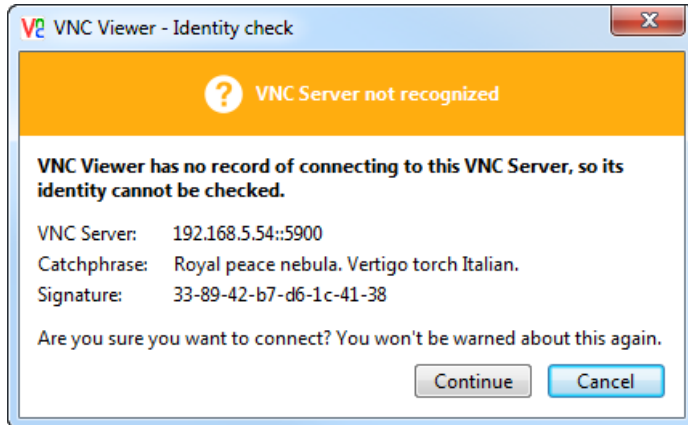 VNC Viewer - Identity check
VNC Server not recognized
VNC Viewer has no record of connecting to this VNC Server, so its
identity cannot be checked.
VNC Server: 192.168.5.54::5900
Catchphrase: Royal peace nebula. Vertigo torch Italian.
Signature: 33-89-42-b7-d6-1c-41-38
Are you sure you want to connect? You won't be warned about this again.
Continue Cancel